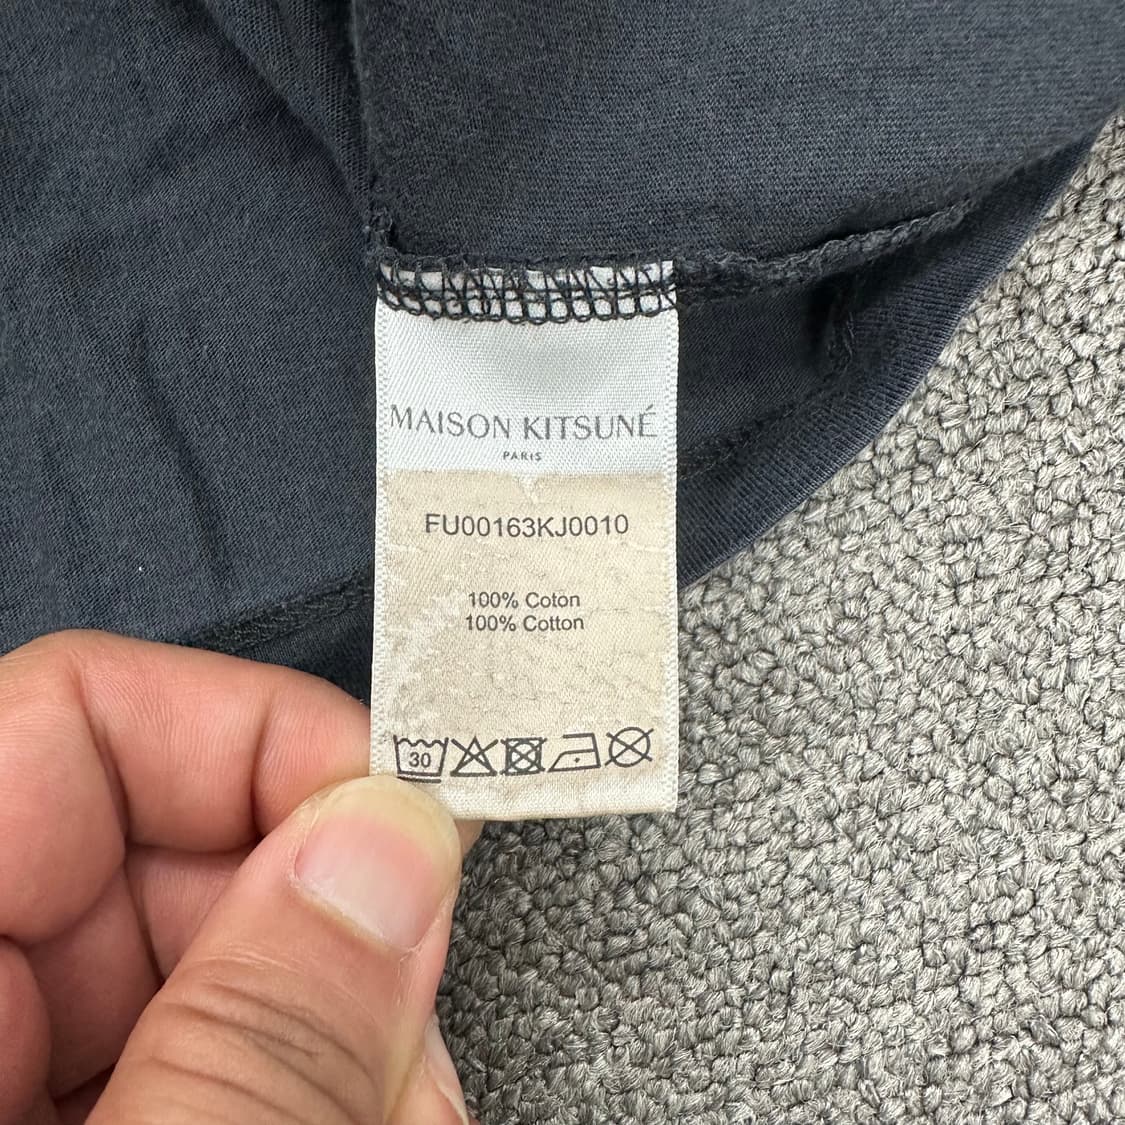 MAISON KITSUNÉ
PARIS
FU00163KJ0010
100% Coton
100% Cotton
30